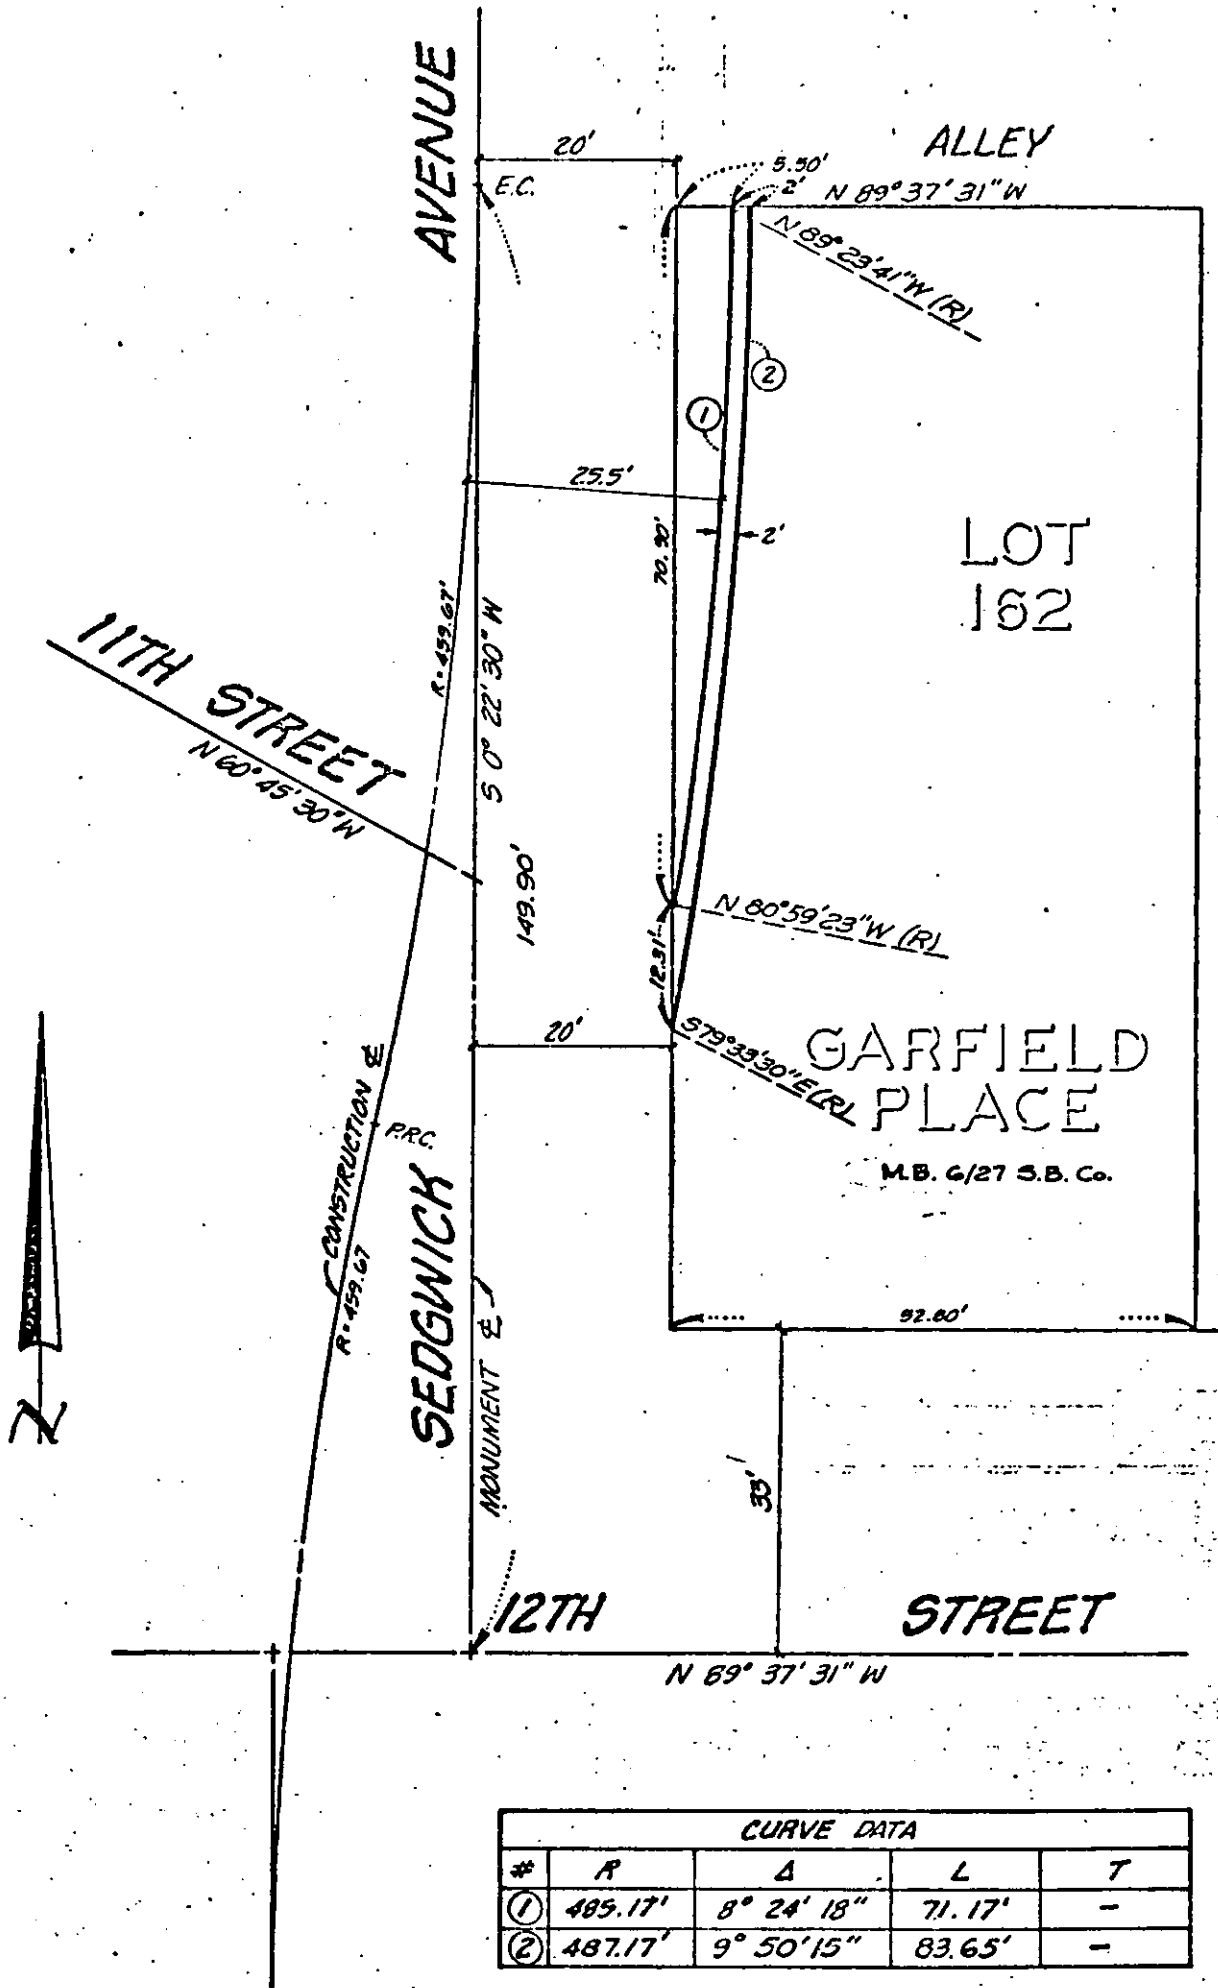 AVENUE
20'
E.C.
5.50'
2'
ALLEY
N 89° 37' 31" W
N 89° 23' 41" W (R)
2
1
25.5'
2'
70.90'
LOT
162
R = 459.67'
S 0° 22' 30" W
11TH STREET
N 60° 45' 30" W
149.90'
N 80° 59' 23" W (R)
12.31'
20'
S 79° 33' 30" E (R)
GARFIELD
PLACE
M.B. 6/27 S.B. Co.
CONSTRUCTION ℄
P.R.C.
R = 459.67
SEDGWICK
MONUMENT ℄
52.80'
33'
12TH STREET
N 89° 37' 31" W
N
CURVE DATA
# R Δ L T
1 485.17' 8° 24' 18" 71.17' -
2 487.17' 9° 50' 15" 83.65' -